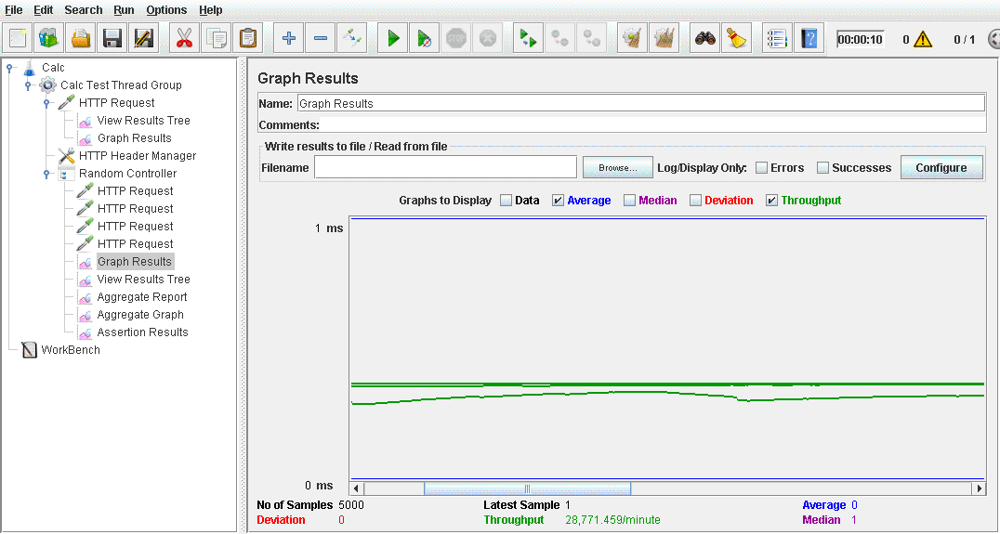 File Edit Search Run Options Help
00:00:10 0 0 / 1
Calc
Calc Test Thread Group
HTTP Request
View Results Tree
Graph Results
HTTP Header Manager
Random Controller
HTTP Request
HTTP Request
HTTP Request
HTTP Request
Graph Results
View Results Tree
Aggregate Report
Aggregate Graph
Assertion Results
WorkBench
Graph Results
Name: Graph Results
Comments:
Write results to file / Read from file
Filename Browse... Log/Display Only: Errors Successes Configure
Graphs to Display Data Average Median Deviation Throughput
1 ms
0 ms
No of Samples 5000 Latest Sample 1 Average 0
Deviation 0 Throughput 28,771.459/minute Median 1